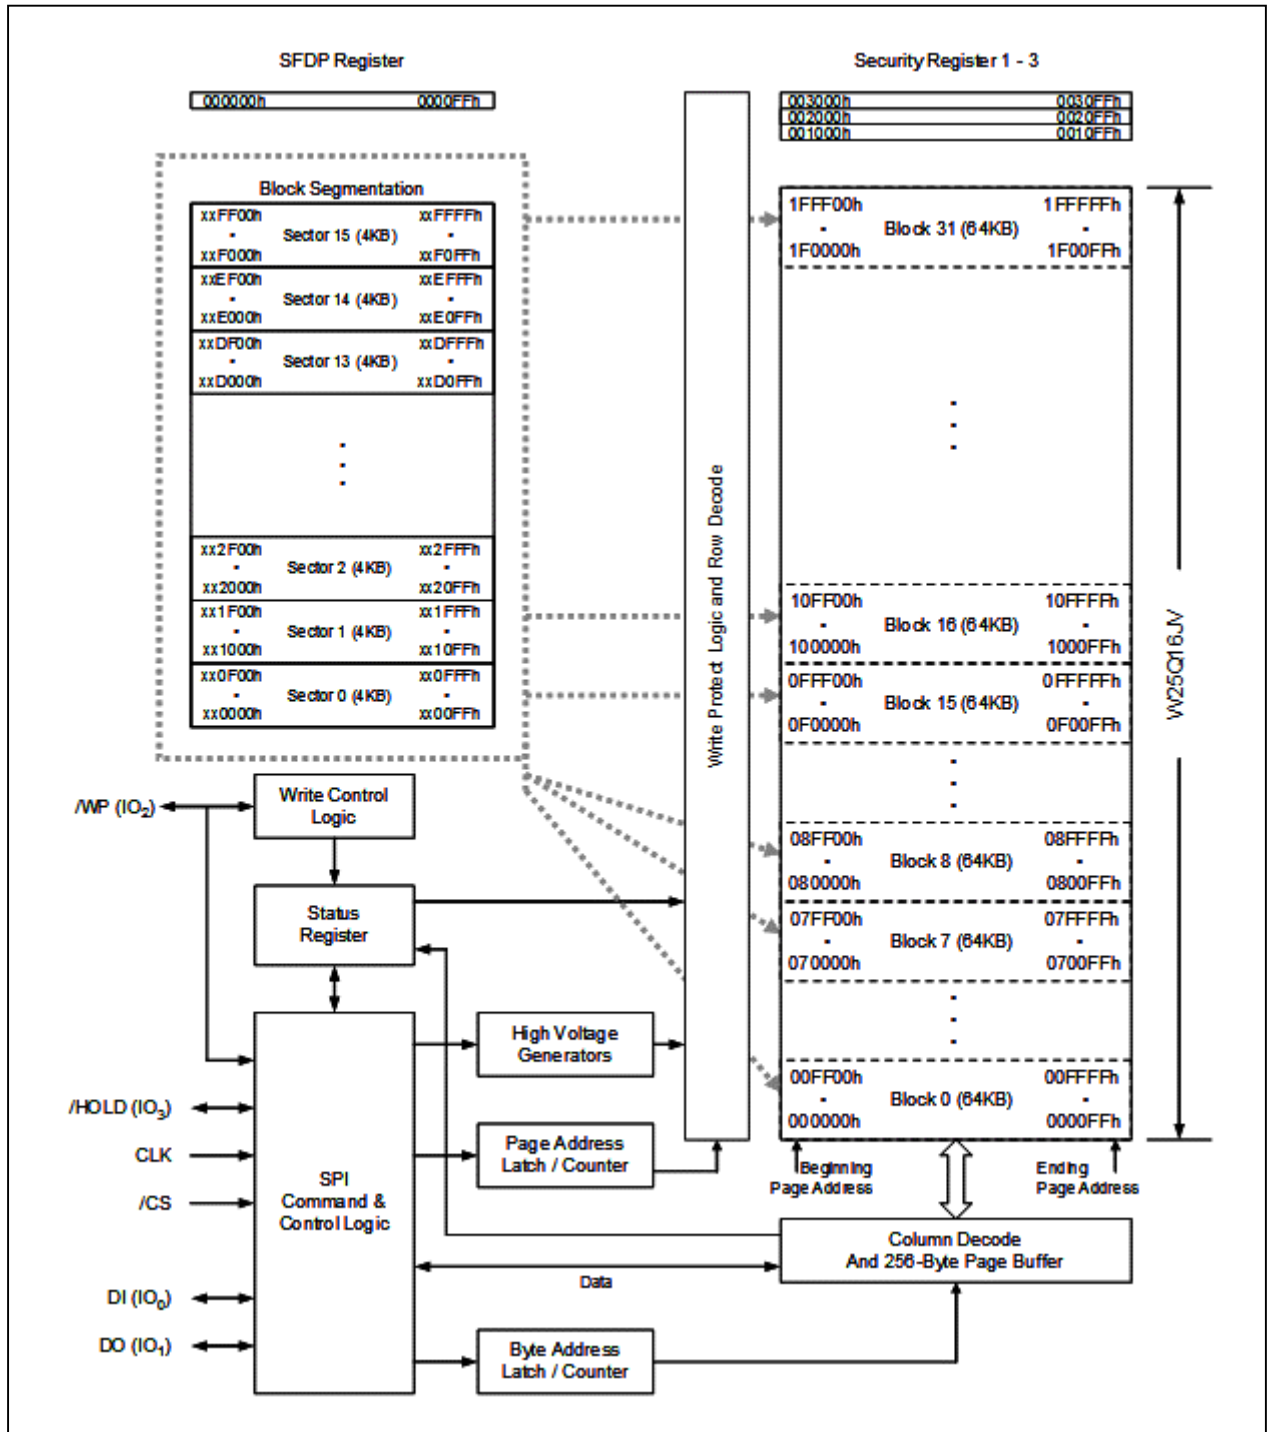 SFDP Register
000000h 0000FFh
Block Segmentation
xxFF00h xxFFFFh
- Sector 15 (4KB) -
xxF000h xxF0FFh
xxEF00h xxEFFFh
- Sector 14 (4KB) -
xxE000h xxE0FFh
xxDF00h xxDFFFh
- Sector 13 (4KB) -
xxD000h xxD0FFh
xx2F00h xx2FFFh
- Sector 2 (4KB) -
xx2000h xx20FFh
xx1F00h xx1FFFh
- Sector 1 (4KB) -
xx1000h xx10FFh
xx0F00h xx0FFFh
- Sector 0 (4KB) -
xx0000h xx00FFh
Security Register 1 - 3
003000h 0030FFh
002000h 0020FFh
001000h 0010FFh
1FFF00h 1FFFFFh
- Block 31 (64KB) -
1F0000h 1F00FFh
10FF00h 10FFFFh
- Block 16 (64KB) -
100000h 1000FFh
0FFF00h 0FFFFFh
- Block 15 (64KB) -
0F0000h 0F00FFh
08FF00h 08FFFFh
- Block 8 (64KB) -
080000h 0800FFh
07FF00h 07FFFFh
- Block 7 (64KB) -
070000h 0700FFh
00FF00h 00FFFFh
- Block 0 (64KB) -
000000h 0000FFh
Beginning
Page Address
Ending
Page Address
W25Q16JV
Write Protect Logic and Row Decode
/WP (IO2)
Write Control
Logic
Status
Register
High Voltage
Generators
/HOLD (IO3)
CLK
/CS
DI (IO0)
DO (IO1)
SPI
Command &
Control Logic
Page Address
Latch / Counter
Column Decode
And 256-Byte Page Buffer
Data
Byte Address
Latch / Counter